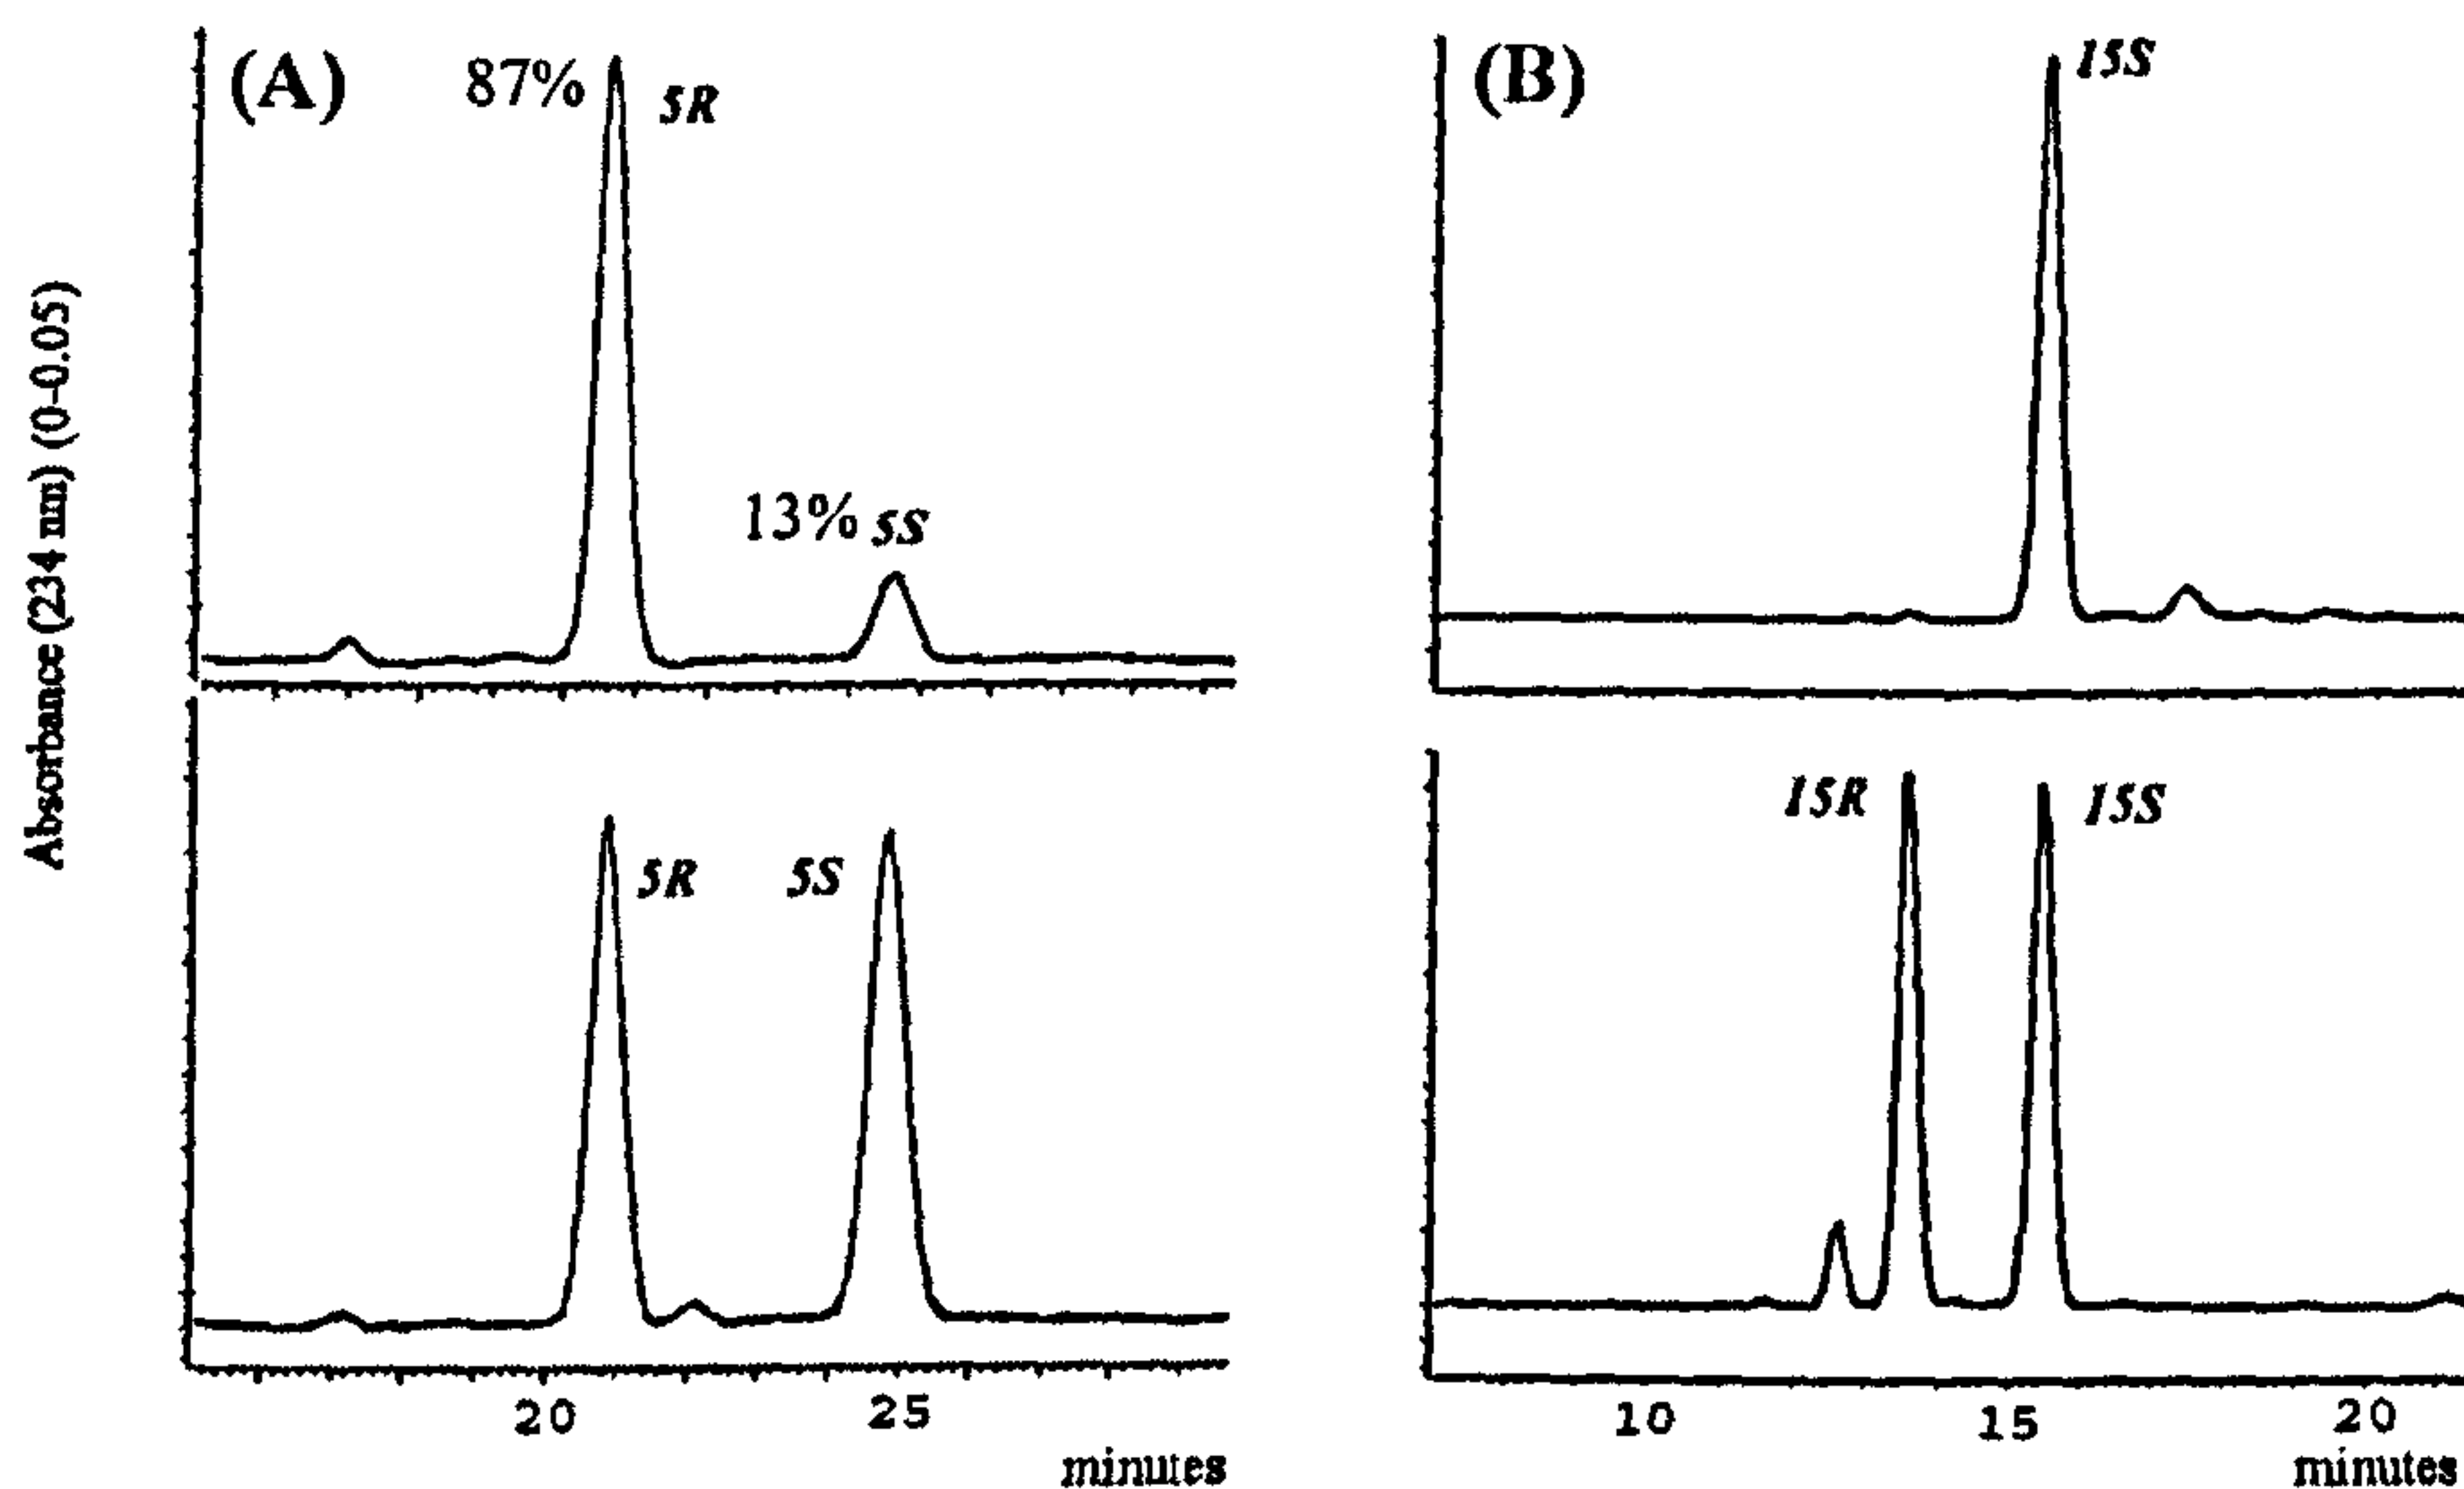 Absorbance (234 nm) (0-0.05)
(A)
87%
5R
13% 5S
5R
5S
20
25
minutes
(B)
15S
15R
15S
10
15
20
minutes